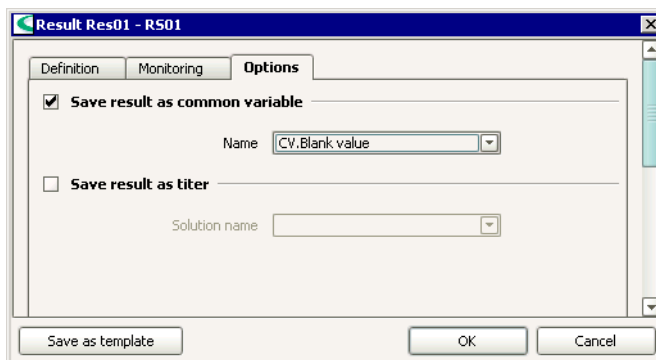 Result Res01 - RS01
Definition Monitoring Options
Save result as common variable
Name CV.Blank value
Save result as titer
Solution name
Save as template OK Cancel